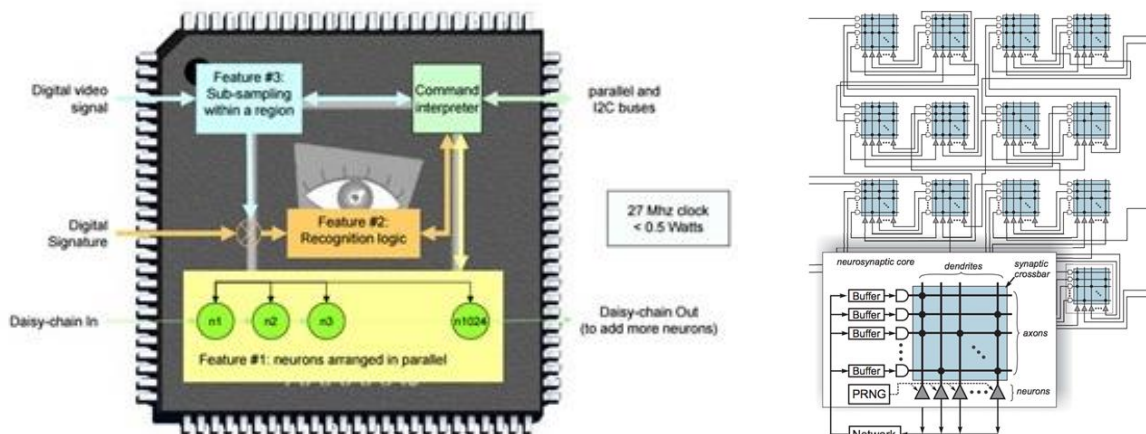 Feature #3:
Sub-sampling
within a region
Command
interpreter
Digital video
signal
parallel and
I2C buses
27 Mhz clock
< 0.5 Watts
Digital
Signature
Feature #2:
Recognition logic
Daisy-chain In
n1
n2
n3
n1024
Daisy-chain Out
(to add more neurons)
Feature #1: neurons arranged in parallel
neurosynaptic core
dendrites
synaptic
crossbar
Buffer
Buffer
Buffer
Buffer
axons
PRNG
neurons
Network